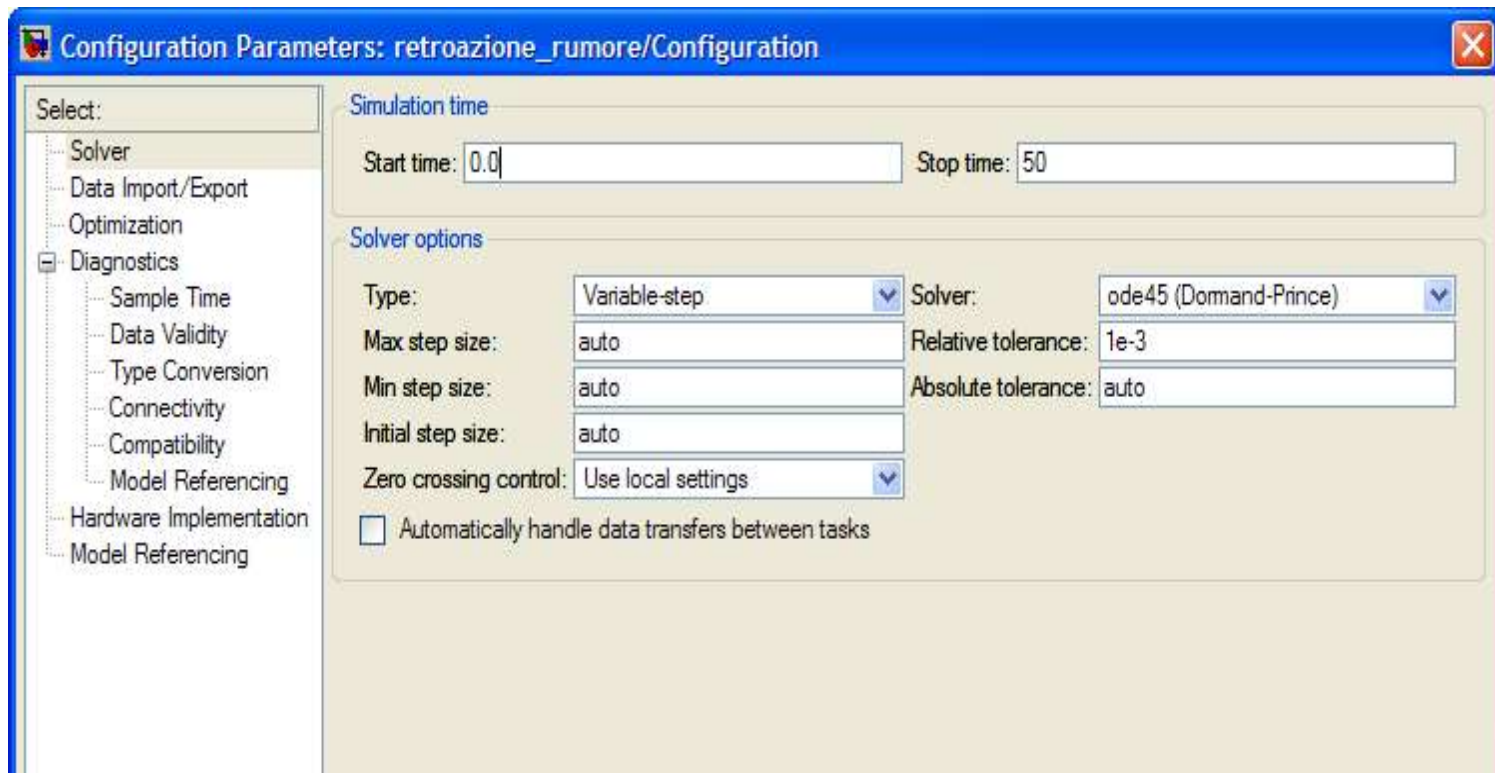 Configuration Parameters: retroazione_rumore/Configuration
Select:
Solver
Data Import/Export
Optimization
Diagnostics
Sample Time
Data Validity
Type Conversion
Connectivity
Compatibility
Model Referencing
Hardware Implementation
Model Referencing
Simulation time
Start time: 0.0 Stop time: 50
Solver options
Type: Variable-step Solver: ode45 (Dormand-Prince)
Max step size: auto Relative tolerance: 1e-3
Min step size: auto Absolute tolerance: auto
Initial step size: auto
Zero crossing control: Use local settings
Automatically handle data transfers between tasks